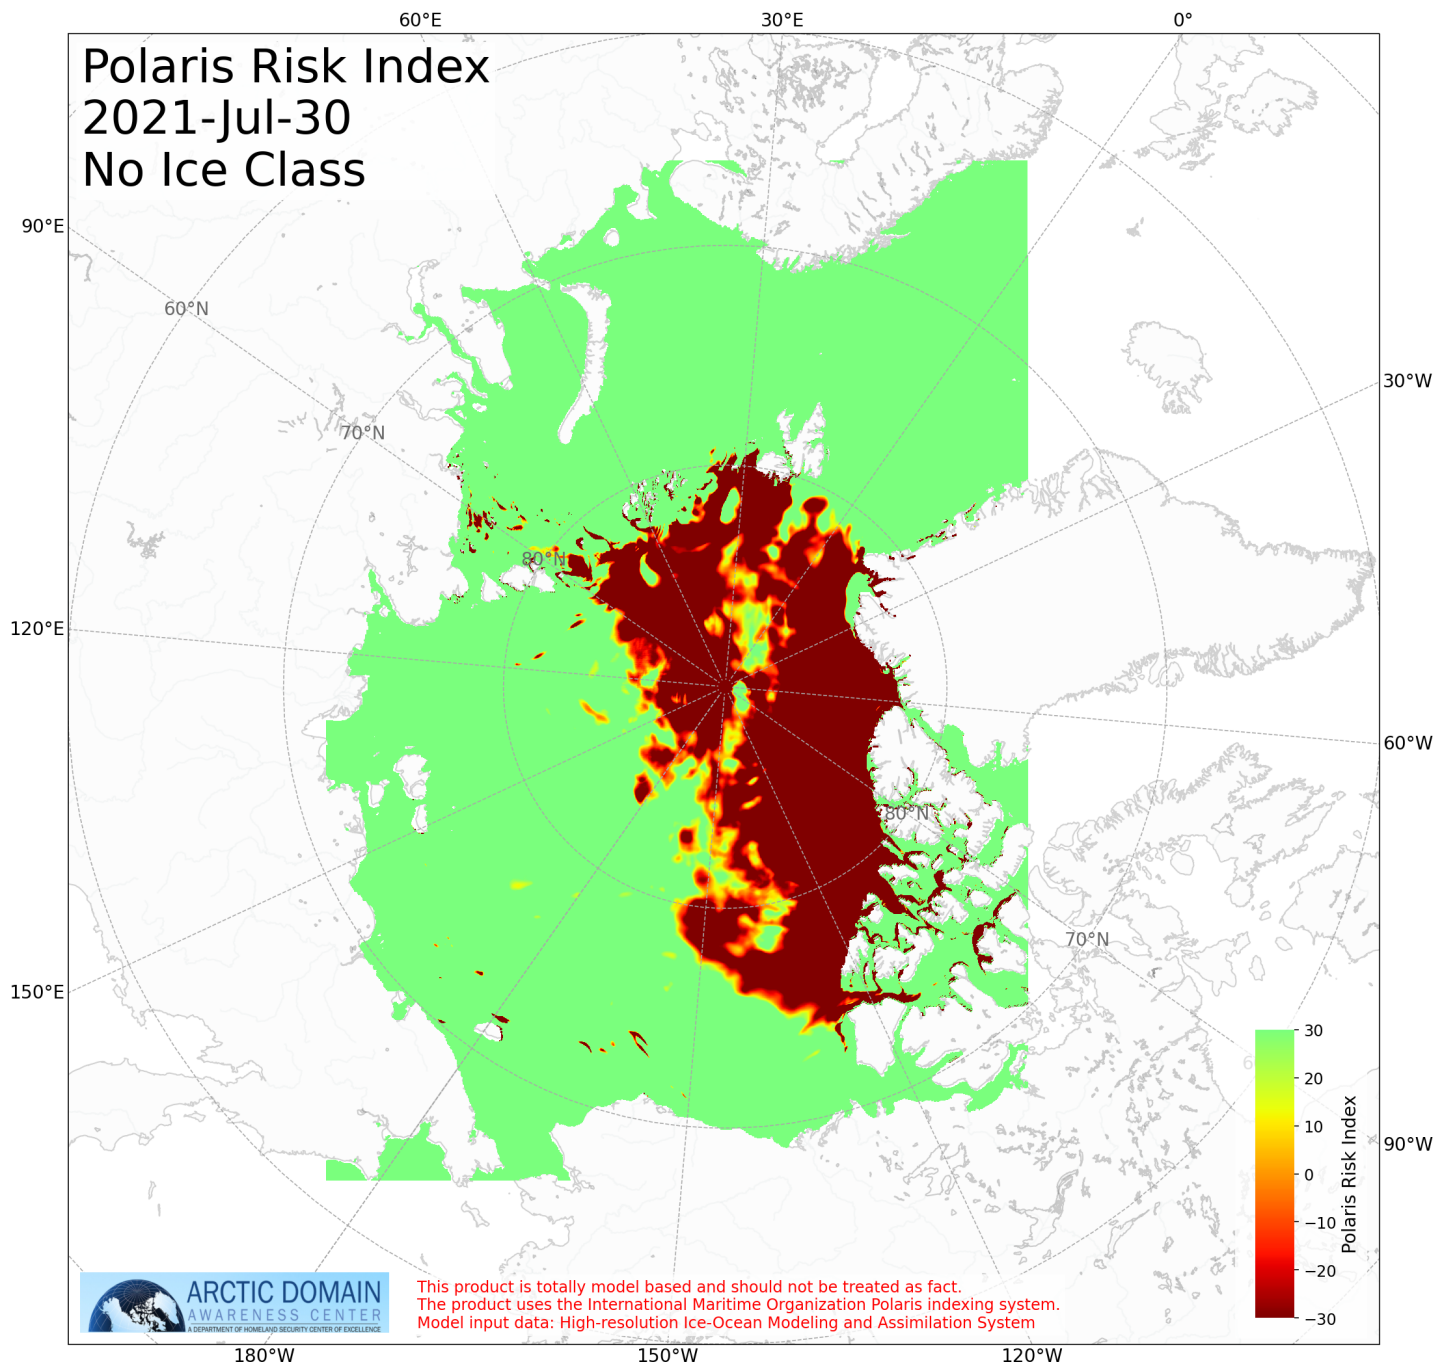 60°E
30°E
0°
Polaris Risk Index
2021-Jul-30
No Ice Class
90°E
60°N
30°W
70°N
80°N
120°E
60°W
80°N
70°N
150°E
30
20
10
0
−10
−20
−30
Polaris Risk Index
90°W
ARCTIC DOMAIN
AWARENESS CENTER
A DEPARTMENT OF HOMELAND SECURITY CENTER OF EXCELLENCE
This product is totally model based and should not be treated as fact.
The product uses the International Maritime Organization Polaris indexing system.
Model input data: High-resolution Ice-Ocean Modeling and Assimilation System
180°W
150°W
120°W